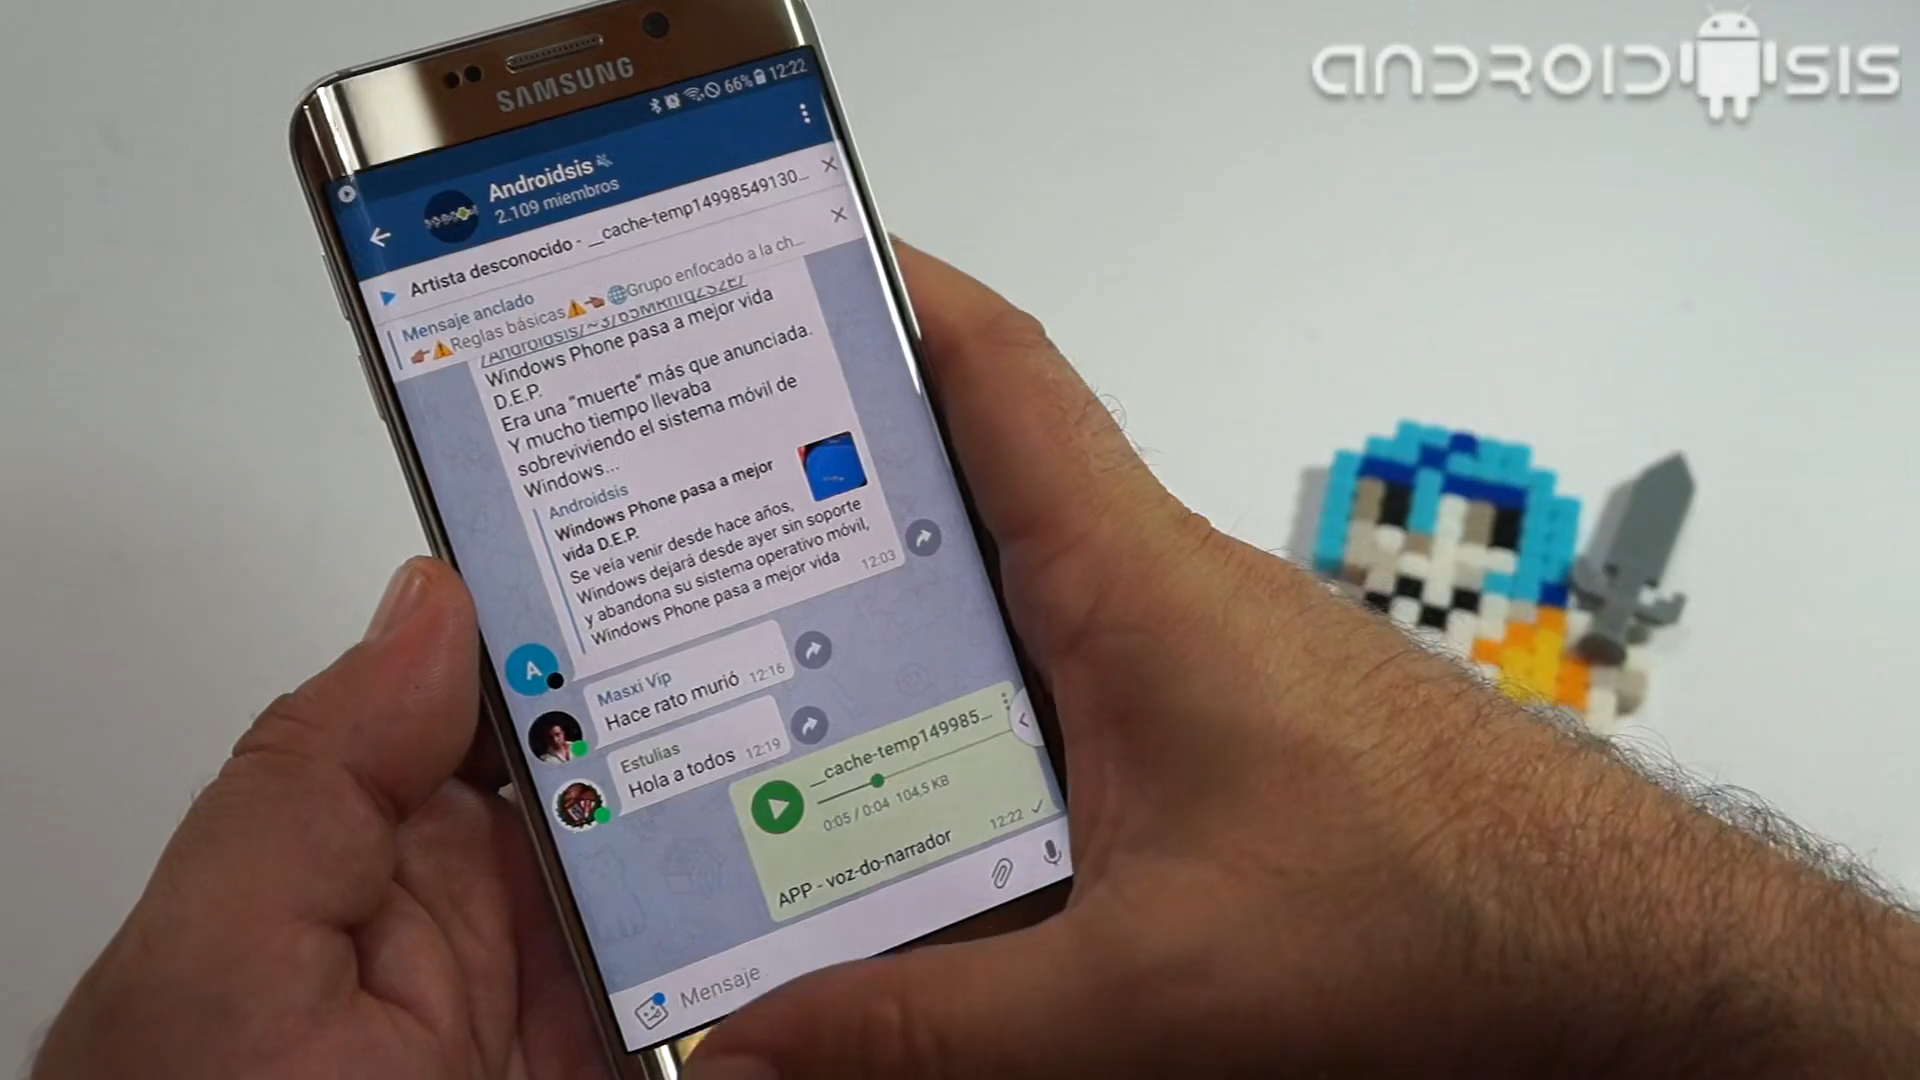 ANDROIDSIS
SAMSUNG
66% 12:22
Androidsis
2.109 miembros
Artista desconocido - __cache-temp14998549130...
Mensaje anclado
Reglas básicas Grupo enfocado a la ch...
Windows Phone pasa a mejor vida
D.E.P.
Era una "muerte" más que anunciada.
Y mucho tiempo llevaba
sobreviviendo el sistema móvil de
Windows...
Androidsis
Windows Phone pasa a mejor
vida D.E.P.
Se veía venir desde hace años,
Windows dejará desde ayer sin soporte
y abandona su sistema operativo móvil,
Windows Phone pasa a mejor vida
12:03
A
Masxi Vip
Hace rato murió 12:16
Estulias
Hola a todos 12:19
__cache-temp149985...
0:05 / 0:04 104,5 KB
12:22
APP - voz-do-narrador
Mensaje